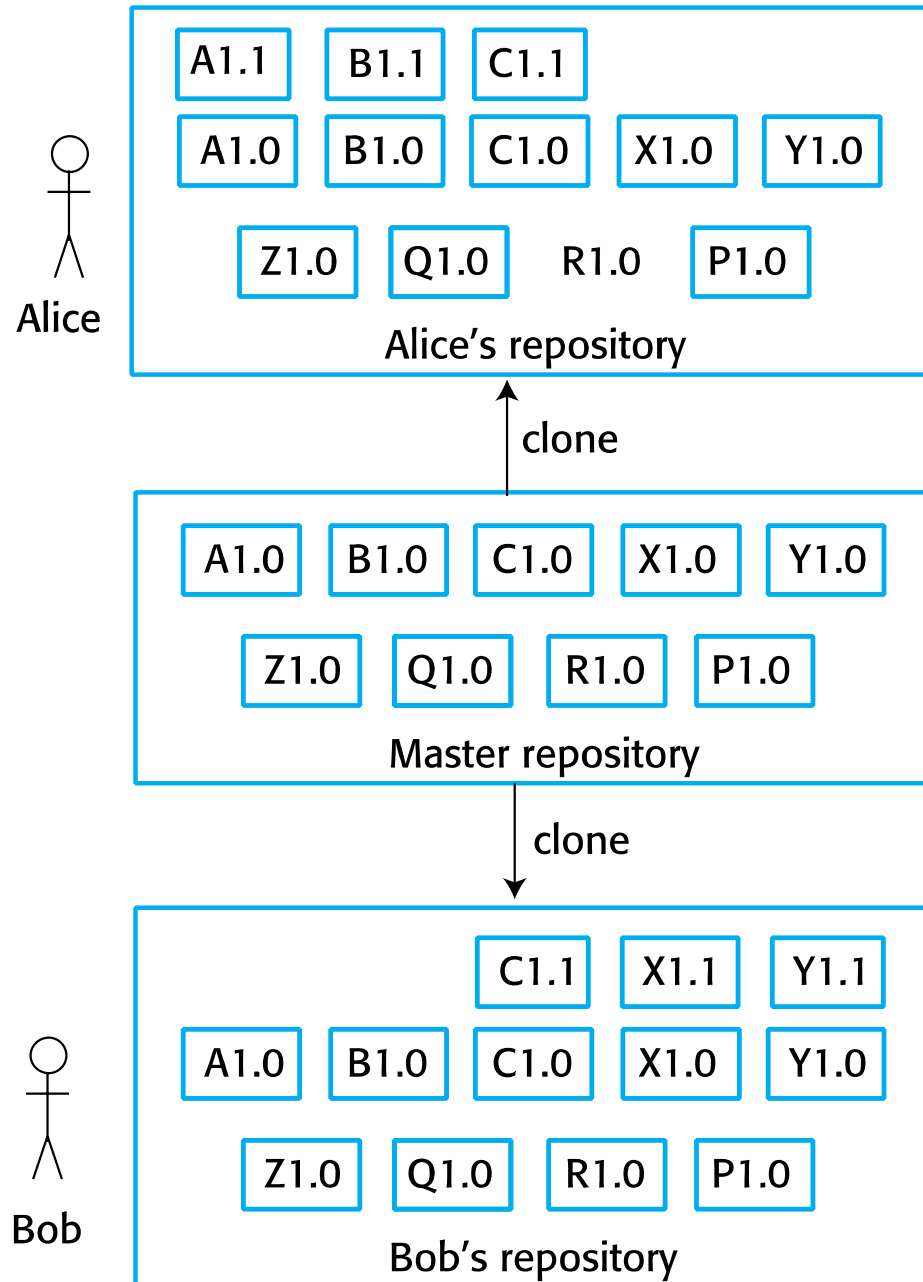 A1.1 B1.1 C1.1
A1.0 B1.0 C1.0 X1.0 Y1.0
Z1.0 Q1.0 R1.0 P1.0
Alice
Alice's repository
clone
A1.0 B1.0 C1.0 X1.0 Y1.0
Z1.0 Q1.0 R1.0 P1.0
Master repository
clone
C1.1 X1.1 Y1.1
A1.0 B1.0 C1.0 X1.0 Y1.0
Z1.0 Q1.0 R1.0 P1.0
Bob
Bob's repository